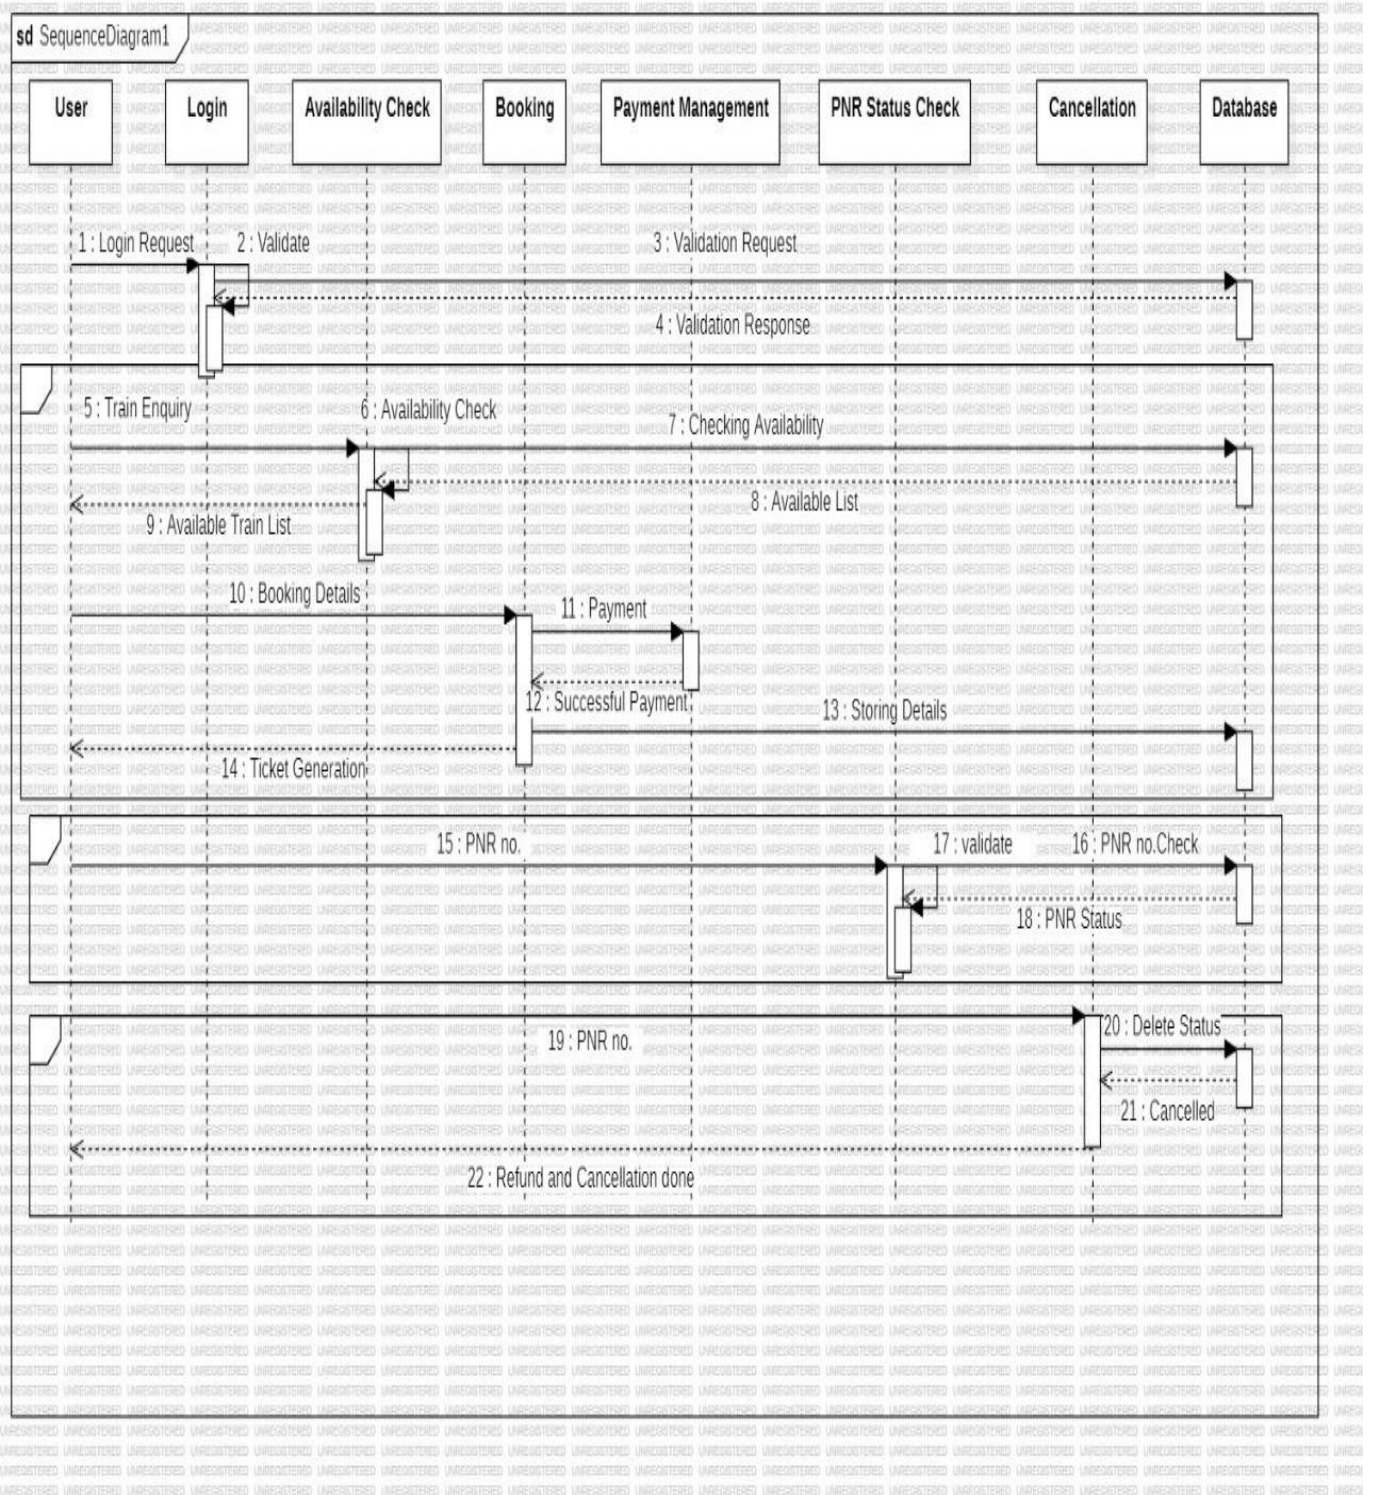 sd SequenceDiagram1
User Login Availability Check Booking Payment Management PNR Status Check Cancellation Database
1 : Login Request 2 : Validate 3 : Validation Request
4 : Validation Response
5 : Train Enquiry 6 : Availability Check
7 : Checking Availability
8 : Available List
9 : Available Train List
10 : Booking Details
11 : Payment
12 : Successful Payment
13 : Storing Details
14 : Ticket Generation
15 : PNR no. 17 : validate 16 : PNR no.Check
18 : PNR Status
20 : Delete Status
19 : PNR no.
21 : Cancelled
22 : Refund and Cancellation done
UNREGISTERED